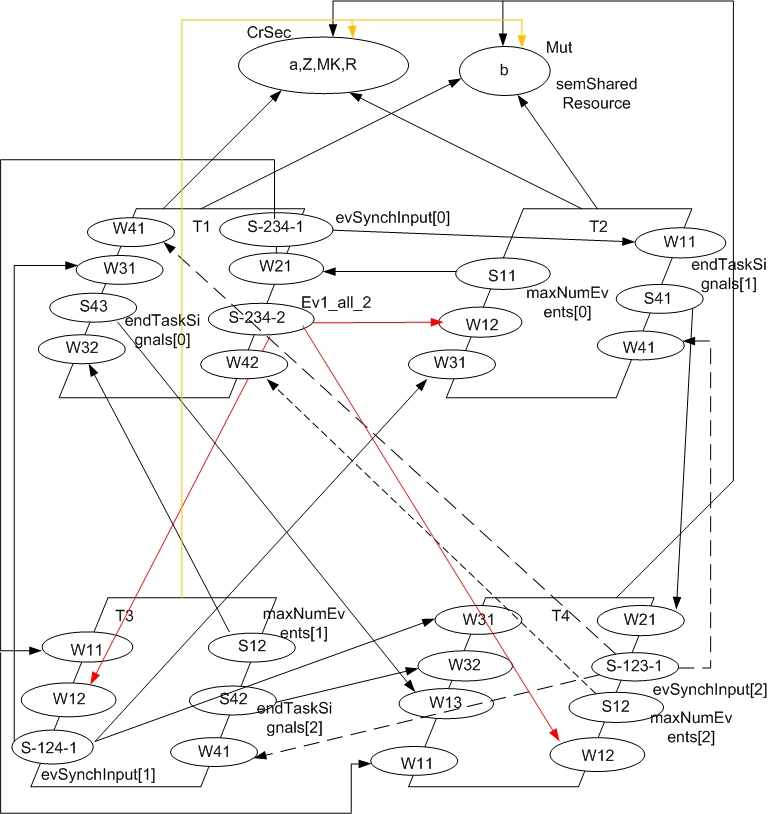 CrSec
Mut
a,Z,MK,R
b
semShared
Resource
W41
T1
S-234-1
evSynchInput[0]
T2
W11
W31
W21
S11
endTaskSi
gnals[1]
S43
endTaskSi
gnals[0]
S-234-2
Ev1_all_2
maxNumEv
ents[0]
S41
W12
W32
W42
W31
W41
T3
maxNumEv
ents[1]
W31
T4
W21
W11
S12
W32
S-123-1
evSynchInput[2]
W12
S42
endTaskSi
gnals[2]
W13
S12
maxNumEv
ents[2]
S-124-1
evSynchInput[1]
W41
W11
W12